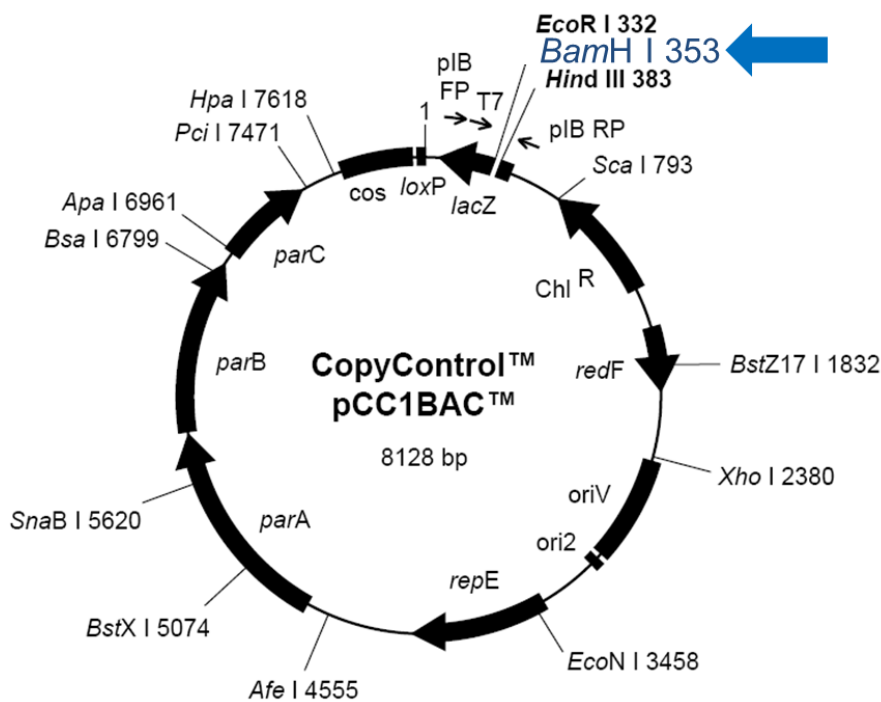 EcoR I 332
BamH I 353
Hind III 383
pIB
FP
T7
1
pIB RP
Hpa I 7618
Pci I 7471
Sca I 793
cos
loxP
lacZ
Apa I 6961
Bsa I 6799
parC
Chl R
parB
CopyControl™
pCC1BAC™
8128 bp
redF
BstZ17 I 1832
Xho I 2380
oriV
ori2
SnaB I 5620
parA
repE
BstX I 5074
EcoN I 3458
Afe I 4555